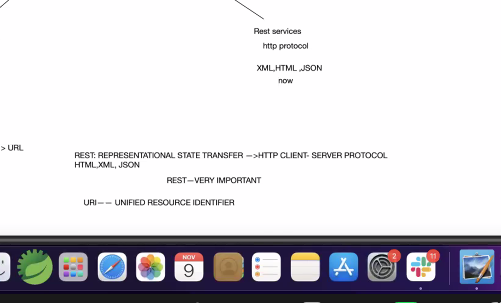 Rest services
http protocol
XML,HTML ,JSON
now
> URL
REST: REPRESENTATIONAL STATE TRANSFER —>HTTP CLIENT- SERVER PROTOCOL
HTML,XML, JSON
REST—VERY IMPORTANT
URI—— UNIFIED RESOURCE IDENTIFIER
NOV
9
2
11